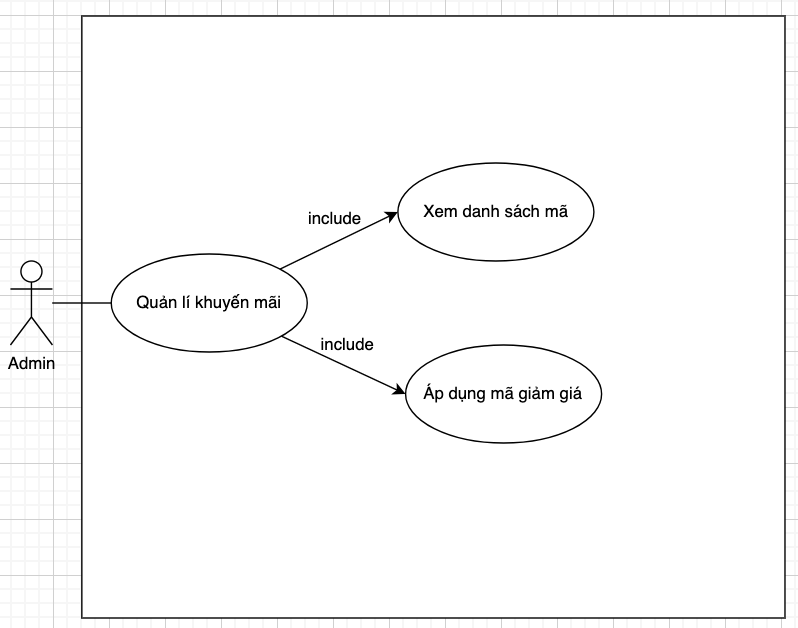 Xem danh sách mã
include
Quản lí khuyến mãi
include
Admin
Áp dụng mã giảm giá